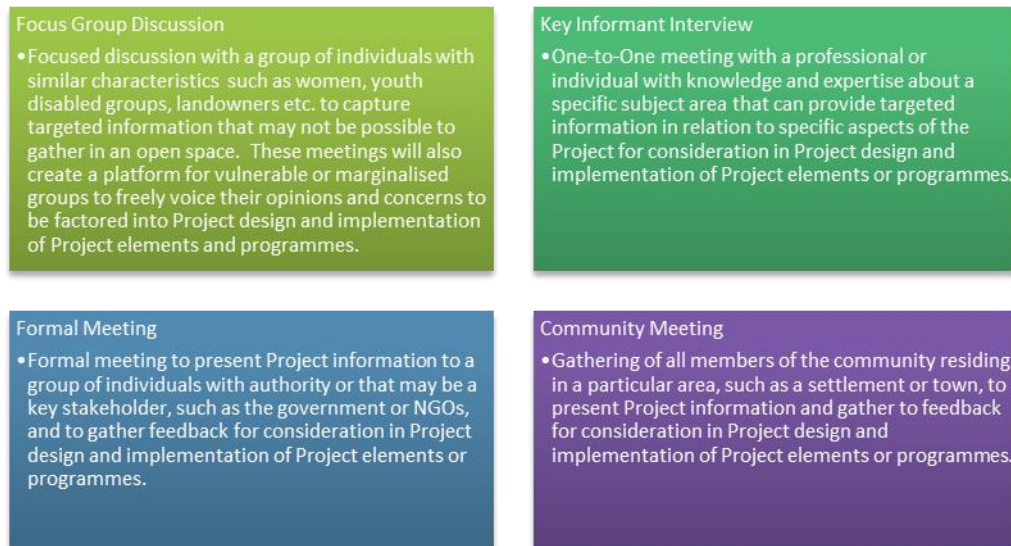 Focus Group Discussion
•Focused discussion with a group of individuals with
similar characteristics such as women, youth
disabled groups, landowners etc. to capture
targeted information that may not be possible to
gather in an open space. These meetings will also
create a platform for vulnerable or marginalised
groups to freely voice their opinions and concerns to
be factored into Project design and implementation
of Project elements and programmes.
Key Informant Interview
•One-to-One meeting with a professional or
individual with knowledge and expertise about a
specific subject area that can provide targeted
information in relation to specific aspects of the
Project for consideration in Project design and
implementation of Project elements or programmes.
Formal Meeting
•Formal meeting to present Project information to a
group of individuals with authority or that may be a
key stakeholder, such as the government or NGOs,
and to gather feedback for consideration in Project
design and implementation of Project elements or
programmes.
Community Meeting
•Gathering of all members of the community residing
in a particular area, such as a settlement or town, to
present Project information and gather to feedback
for consideration in Project design and
implementation of Project elements or programmes.